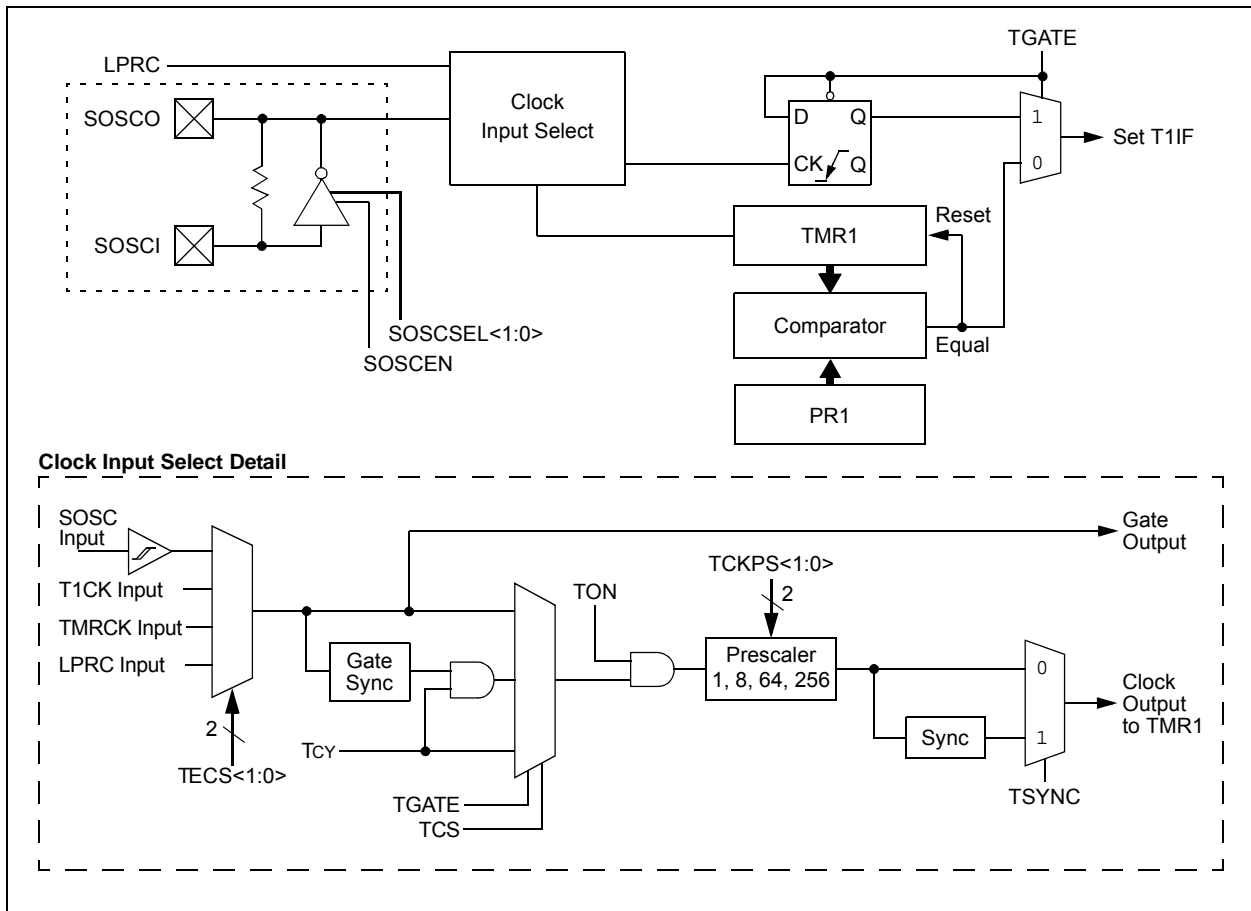 TGATE
LPRC
SOSCO
Clock
Input Select
D Q
1
Set T1IF
CK Q
0
SOSCI
Reset
TMR1
SOSCSEL<1:0>
SOSCEN
Comparator
Equal
PR1
Clock Input Select Detail
SOSC
Input
Gate
Output
T1CK Input
TMRCK Input
LPRC Input
2
TECS<1:0>
Gate
Sync
TCY
TGATE
TCS
TON
TCKPS<1:0>
2
Prescaler
1, 8, 64, 256
Sync
0
1
Clock
Output
to TMR1
TSYNC